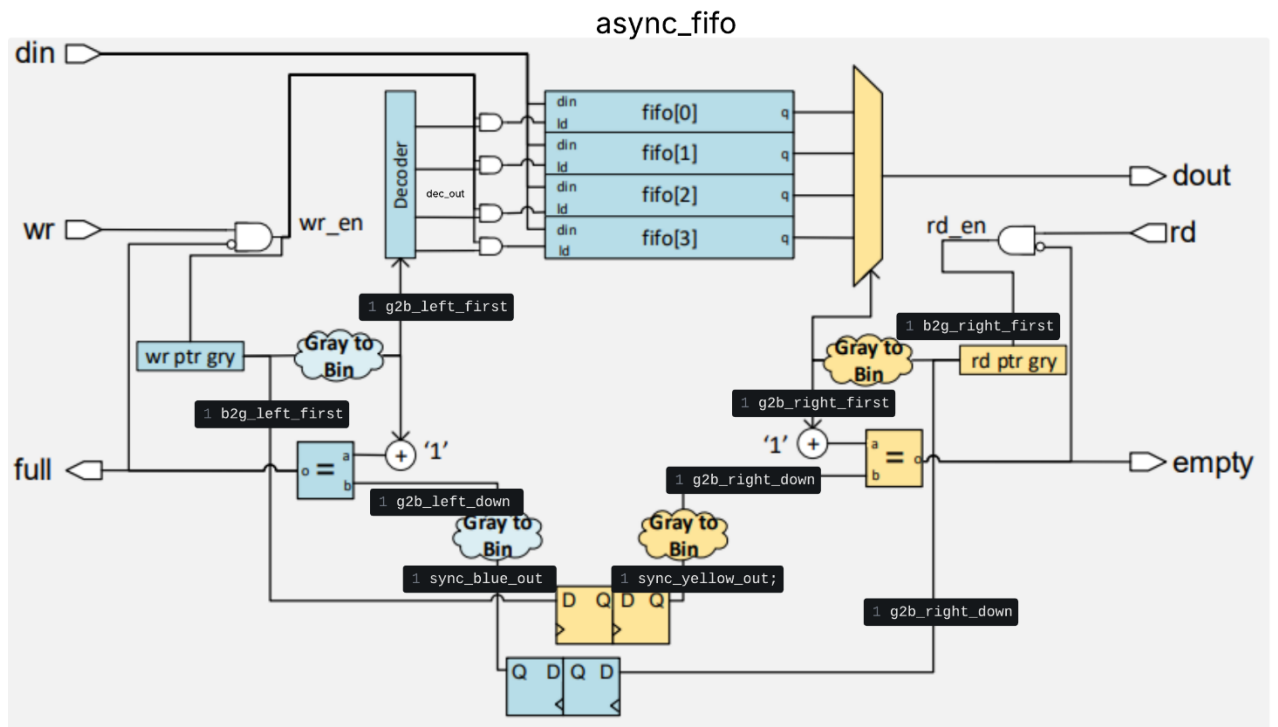 async_fifo
din
din
ld
fifo[0]
q
din
ld
fifo[1]
q
din
ld
fifo[2]
q
din
ld
fifo[3]
q
Decoder
dec_out
dout
wr
wr_en
rd_en
rd
1 g2b_left_first
1 b2g_right_first
wr ptr gry
Gray to
Bin
Gray to
Bin
rd ptr gry
1 b2g_left_first
1 g2b_right_first
full
o
=
a
b
+
'1'
'1'
+
a
b
=
o
empty
1 g2b_left_down
1 g2b_right_down
Gray to
Bin
Gray to
Bin
1 sync_blue_out
1 sync_yellow_out;
D Q D Q
1 g2b_right_down
Q D Q D